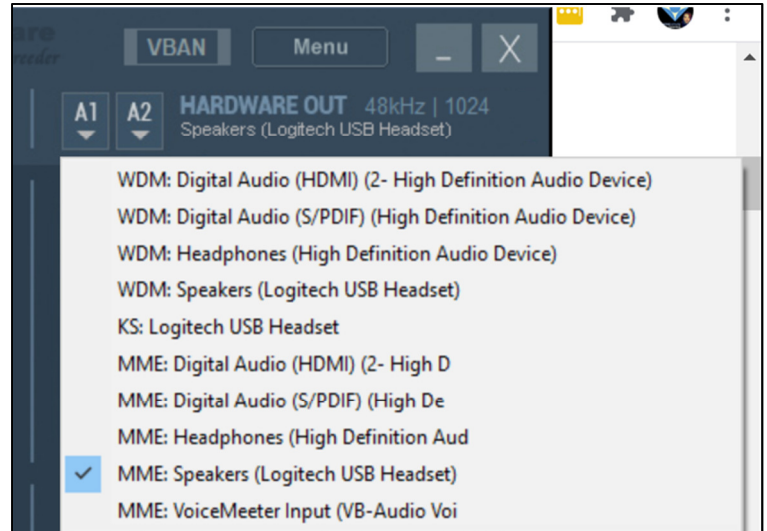 are
reeder
VBAN
Menu
A1
A2
HARDWARE OUT 48kHz | 1024
Speakers (Logitech USB Headset)
WDM: Digital Audio (HDMI) (2- High Definition Audio Device)
WDM: Digital Audio (S/PDIF) (High Definition Audio Device)
WDM: Headphones (High Definition Audio Device)
WDM: Speakers (Logitech USB Headset)
KS: Logitech USB Headset
MME: Digital Audio (HDMI) (2- High D
MME: Digital Audio (S/PDIF) (High De
MME: Headphones (High Definition Aud
MME: Speakers (Logitech USB Headset)
MME: VoiceMeeter Input (VB-Audio Voi